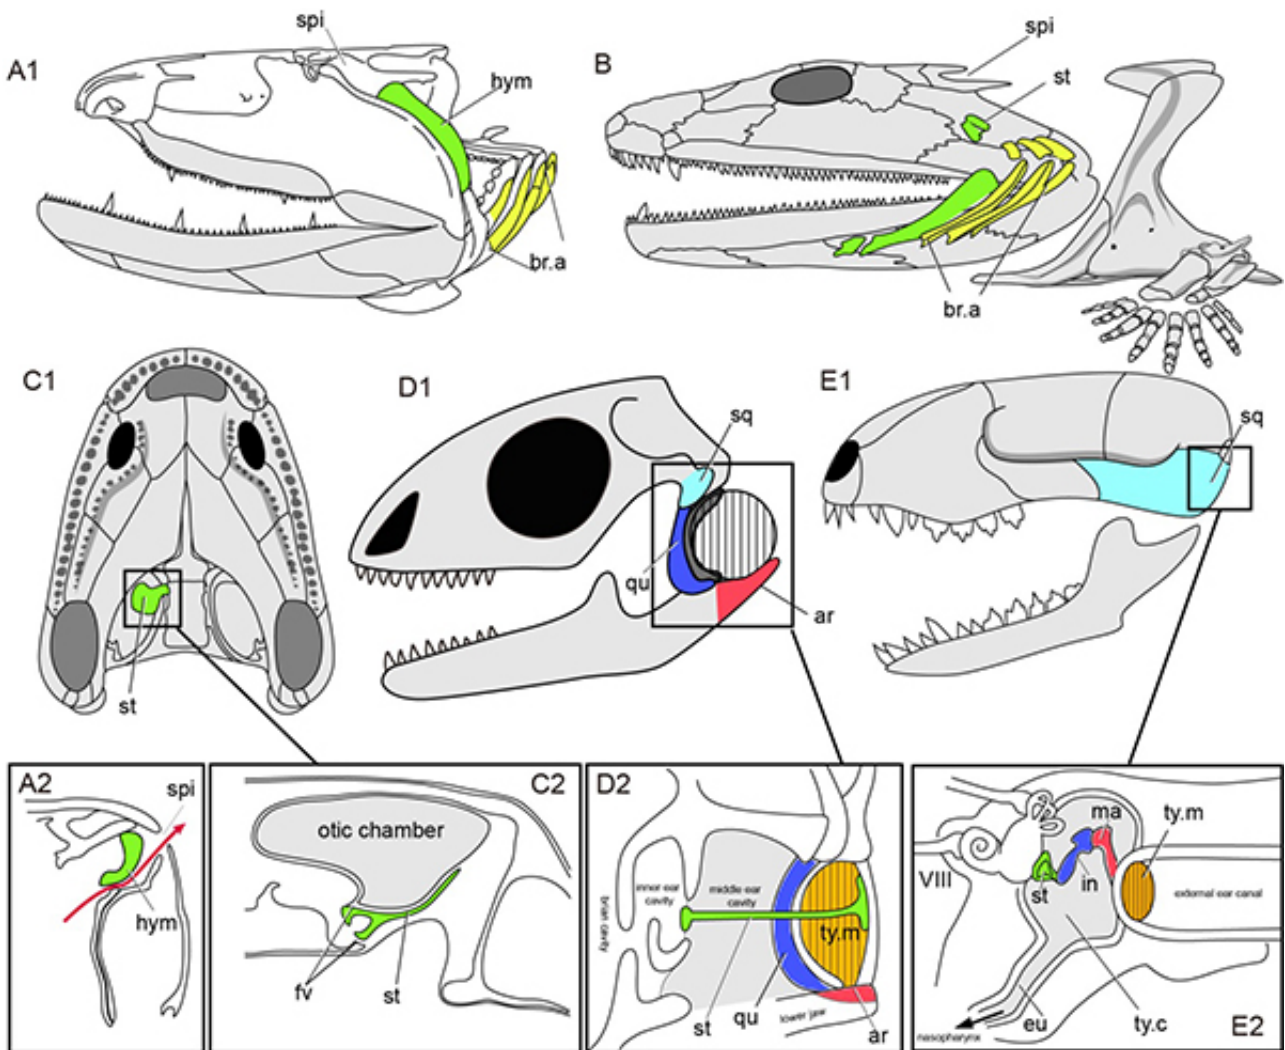 A1
spi
hym
br.a
B
spi
st
br.a
C1
st
D1
sq
qu
ar
E1
sq
A2
spi
hym
C2
otic chamber
fv
st
D2
brian cavity
inner ear
cavity
middle ear
cavity
ty.m
st
qu
lower jaw
ar
ma
ty.m
VIII
st
in
external ear canal
eu
ty.c
nasopharynx
E2